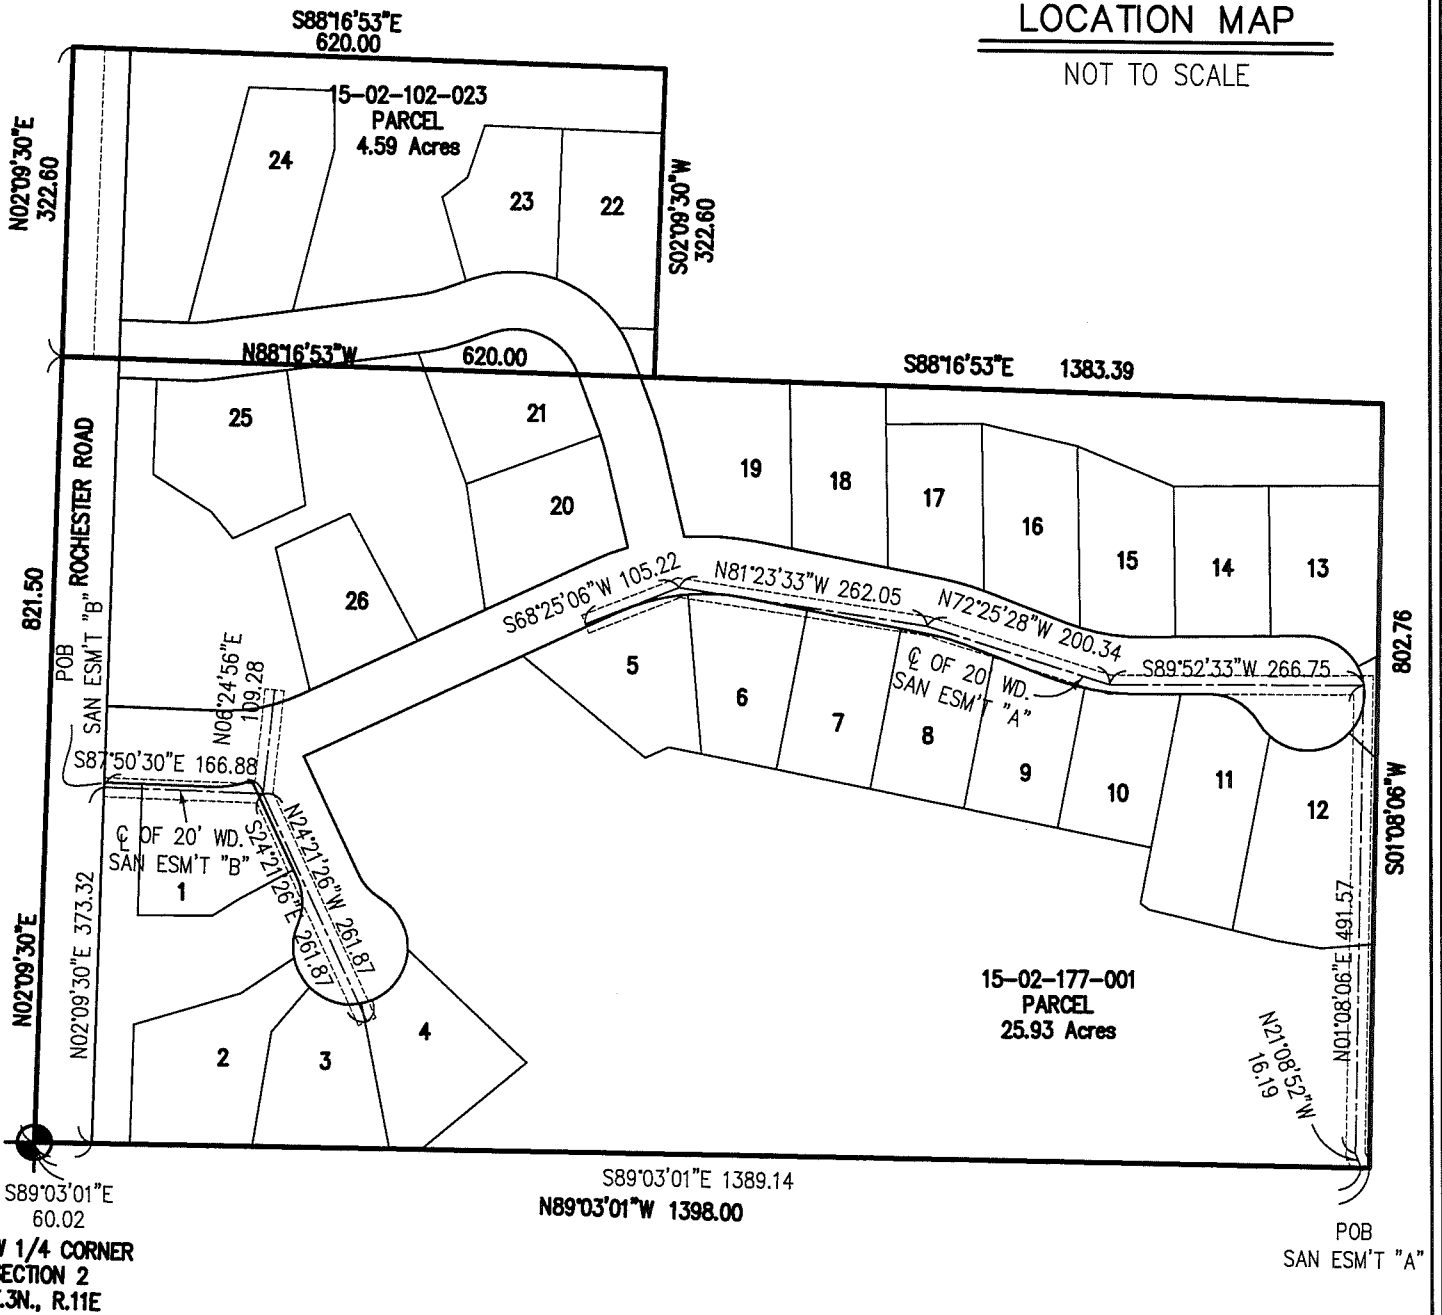 LOCATION MAP
NOT TO SCALE
S88°16'53"E
620.00
15-02-102-023
PARCEL
4.59 Acres
N02°09'30"E
322.60
24
23
22
S02°09'30"W
322.60
N88°16'53"W 620.00
S88°16'53"E 1383.39
25
21
20
19
18
17
16
15
14
13
26
ROCHESTER ROAD
821.50
N02°09'30"E
POB
SAN ESM'T "B"
S68°25'06"W 105.22
N81°23'33"W 262.05
N72°25'28"W 200.34
S89°52'33"W 266.75
802.76
S01°08'06"W
N06°24'56"E
109.28
S87°50'30"E 166.88
℄ OF 20' WD.
SAN ESM'T "B"
1
N24°21'26"W 261.87
S24°21'26"E 261.87
℄ OF 20' WD.
SAN ESM'T "A"
5
6
7
8
9
10
11
12
N02°09'30"E 373.32
2
3
4
15-02-177-001
PARCEL
25.93 Acres
N01°08'06"E 491.57
N21°08'52"W
16.19
S89°03'01"E
60.02
W 1/4 CORNER
SECTION 2
T.3N., R.11E
S89°03'01"E 1389.14
N89°03'01"W 1398.00
POB
SAN ESM'T "A"